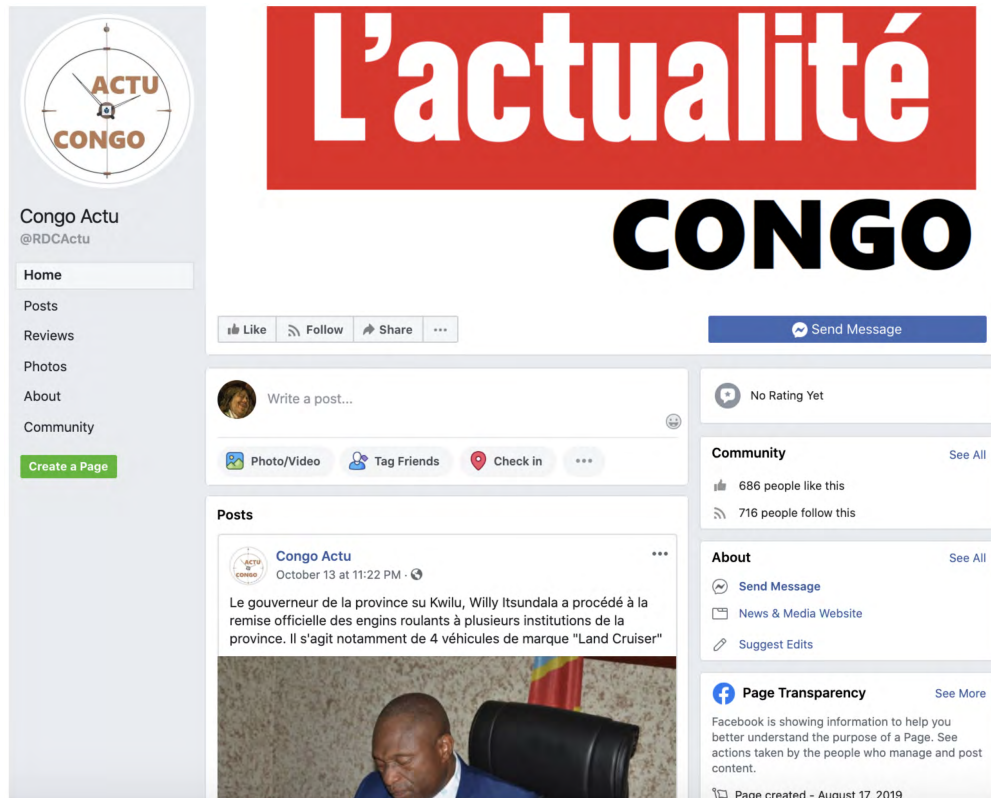 ACTU
CONGO
L'actualité
CONGO
Congo Actu
@RDCActu
Home
Posts
Reviews
Photos
About
Community
Create a Page
Like
Follow
Share
Send Message
Write a post...
Photo/Video
Tag Friends
Check in
Posts
ACTU
CONGO
Congo Actu
October 13 at 11:22 PM ·
Le gouverneur de la province su Kwilu, Willy Itsundala a procédé à la
remise officielle des engins roulants à plusieurs institutions de la
province. Il s'agit notamment de 4 véhicules de marque "Land Cruiser"
No Rating Yet
Community
See All
686 people like this
716 people follow this
About
See All
Send Message
News & Media Website
Suggest Edits
Page Transparency
See More
Facebook is showing information to help you
better understand the purpose of a Page. See
actions taken by the people who manage and post
content.
Page created - August 17, 2019